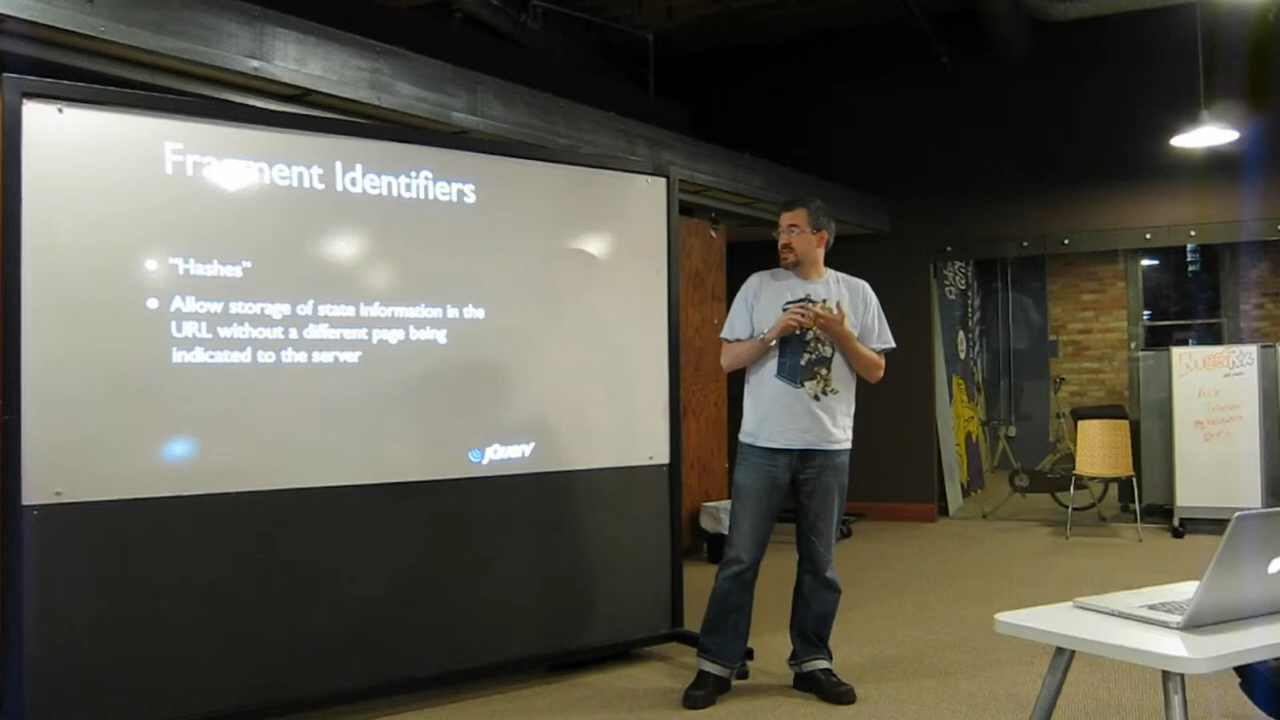 Fragment Identifiers
"Hashes"
Allow storage of state information in the
URL without a different page being
indicated to the server
jQuery